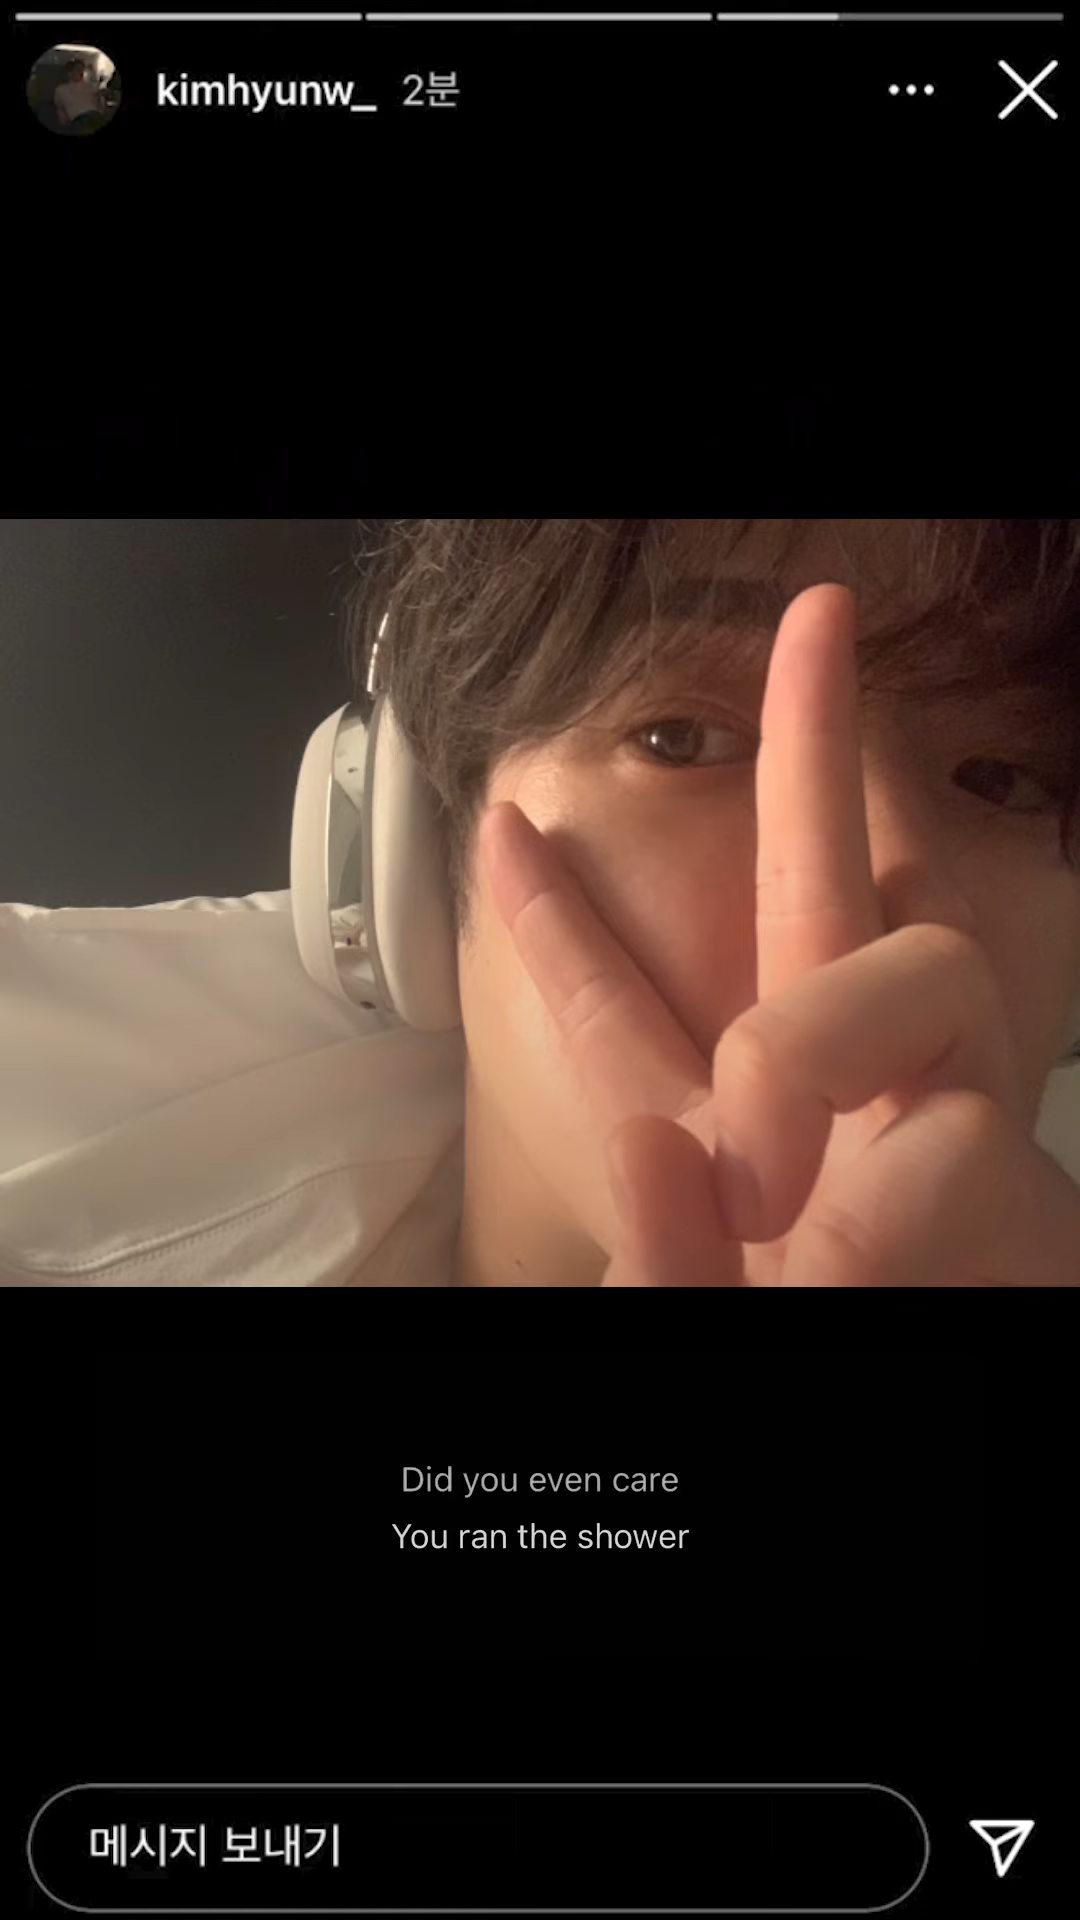 kimhyunw_ 2분
Did you even care
You ran the shower
메시지 보내기